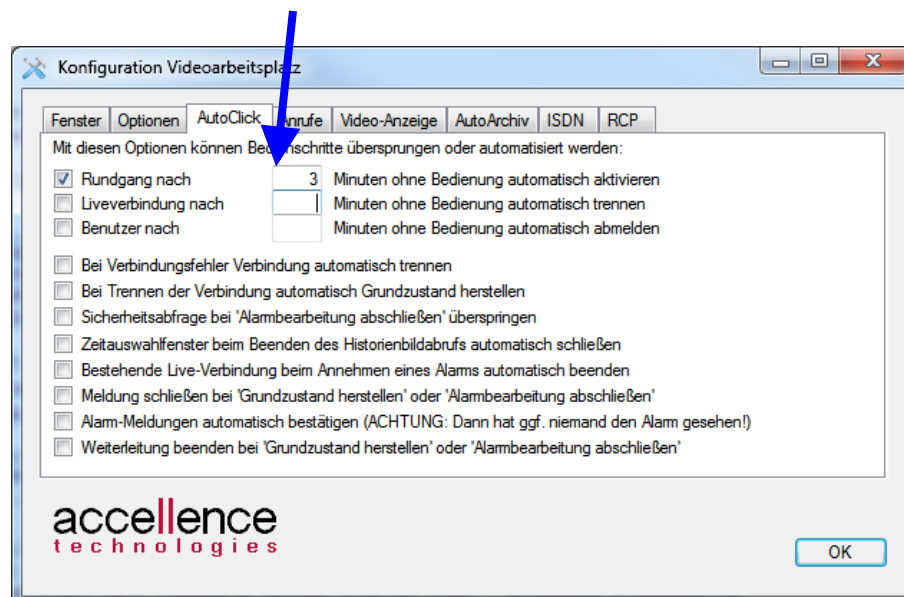 Konfiguration Videoarbeitsplatz
Fenster Optionen AutoClick Anrufe Video-Anzeige AutoArchiv ISDN RCP
Mit diesen Optionen können Bedienschritte übersprungen oder automatisiert werden:
Rundgang nach 3 Minuten ohne Bedienung automatisch aktivieren
Liveverbindung nach Minuten ohne Bedienung automatisch trennen
Benutzer nach Minuten ohne Bedienung automatisch abmelden
Bei Verbindungsfehler Verbindung automatisch trennen
Bei Trennen der Verbindung automatisch Grundzustand herstellen
Sicherheitsabfrage bei 'Alarmbearbeitung abschließen' überspringen
Zeitauswahlfenster beim Beenden des Historienbildabrufs automatisch schließen
Bestehende Live-Verbindung beim Annehmen eines Alarms automatisch beenden
Meldung schließen bei 'Grundzustand herstellen' oder 'Alarmbearbeitung abschließen'
Alarm-Meldungen automatisch bestätigen (ACHTUNG: Dann hat ggf. niemand den Alarm gesehen!)
Weiterleitung beenden bei 'Grundzustand herstellen' oder 'Alarmbearbeitung abschließen'
accellence
technologies
OK